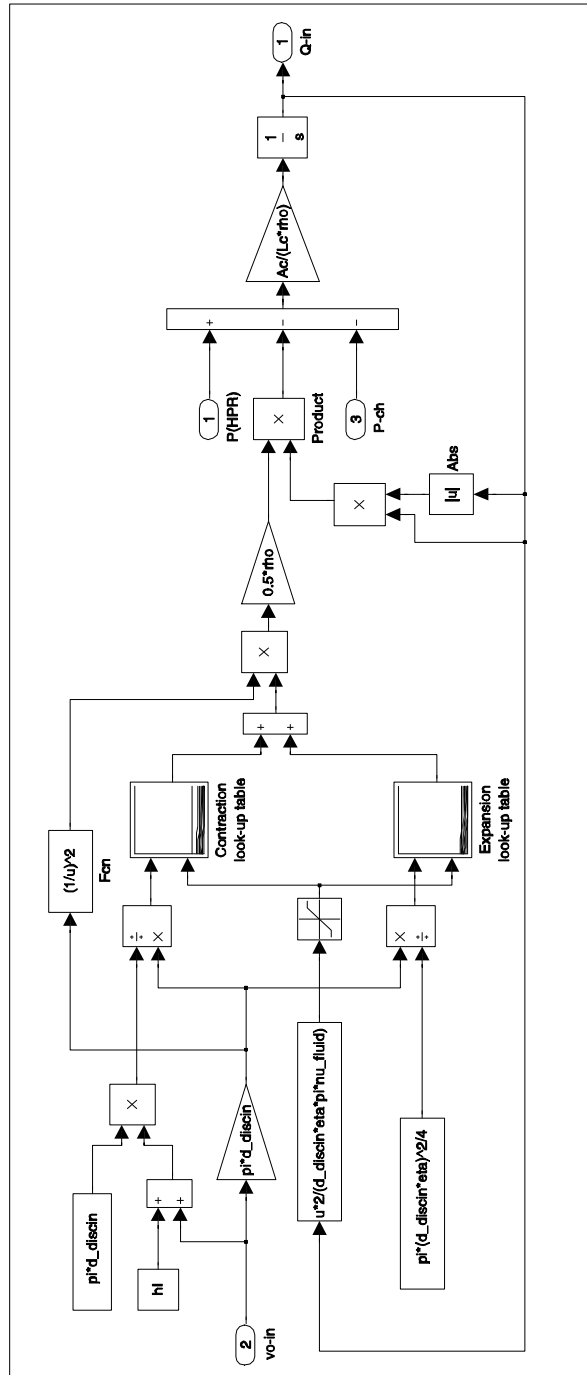 pi*d_discin
hl
+
+
2
vo-in
×
pi*d_discin
u*2/(d_discin*eta*pi*nu_fluid)
pi*(d_discin*eta)^2/4
(1/u)^2
Fcn
÷
×
×
÷
Contraction
look-up table
Expansion
look-up table
+
+
×
0.5*rho
1
P(HPR)
×
Product
3
P-ch
×
|u|
Abs
+
-
-
Ac/(Lc*rho)
1
s
1
Q-in